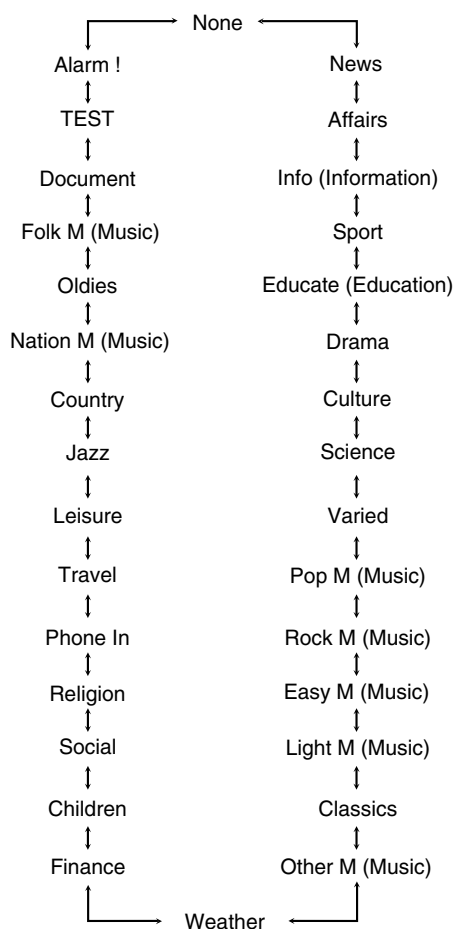 None
Alarm !
News
TEST
Affairs
Document
Info (Information)
Folk M (Music)
Sport
Oldies
Educate (Education)
Nation M (Music)
Drama
Country
Culture
Jazz
Science
Leisure
Varied
Travel
Pop M (Music)
Phone In
Rock M (Music)
Religion
Easy M (Music)
Social
Light M (Music)
Children
Classics
Finance
Other M (Music)
Weather